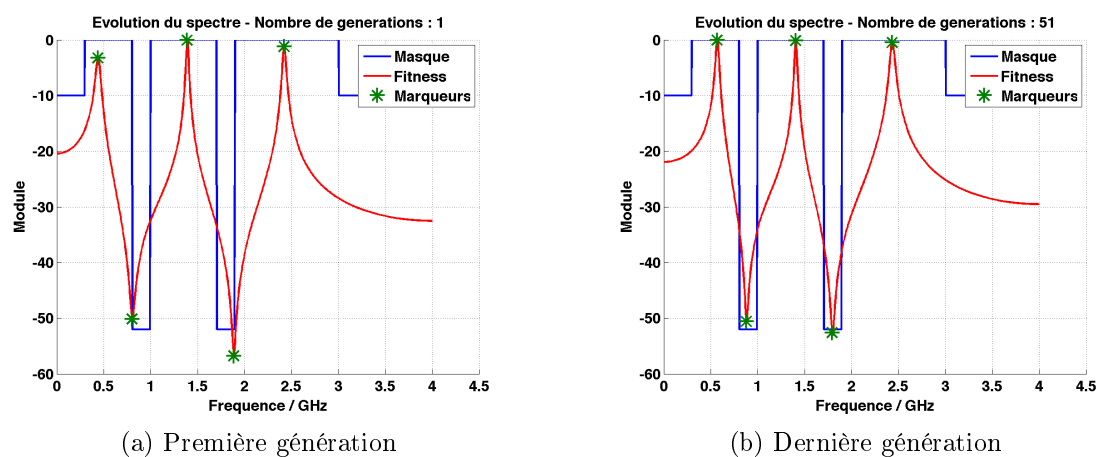 Evolution du spectre - Nombre de generations : 1
0
-10
-20
-30
-40
-50
-60
Module
0 0.5 1 1.5 2 2.5 3 3.5 4 4.5
Frequence / GHz
Masque
Fitness
Marqueurs
(a) Première génération
Evolution du spectre - Nombre de generations : 51
0
-10
-20
-30
-40
-50
-60
Module
0 0.5 1 1.5 2 2.5 3 3.5 4 4.5
Frequence / GHz
Masque
Fitness
Marqueurs
(b) Dernière génération